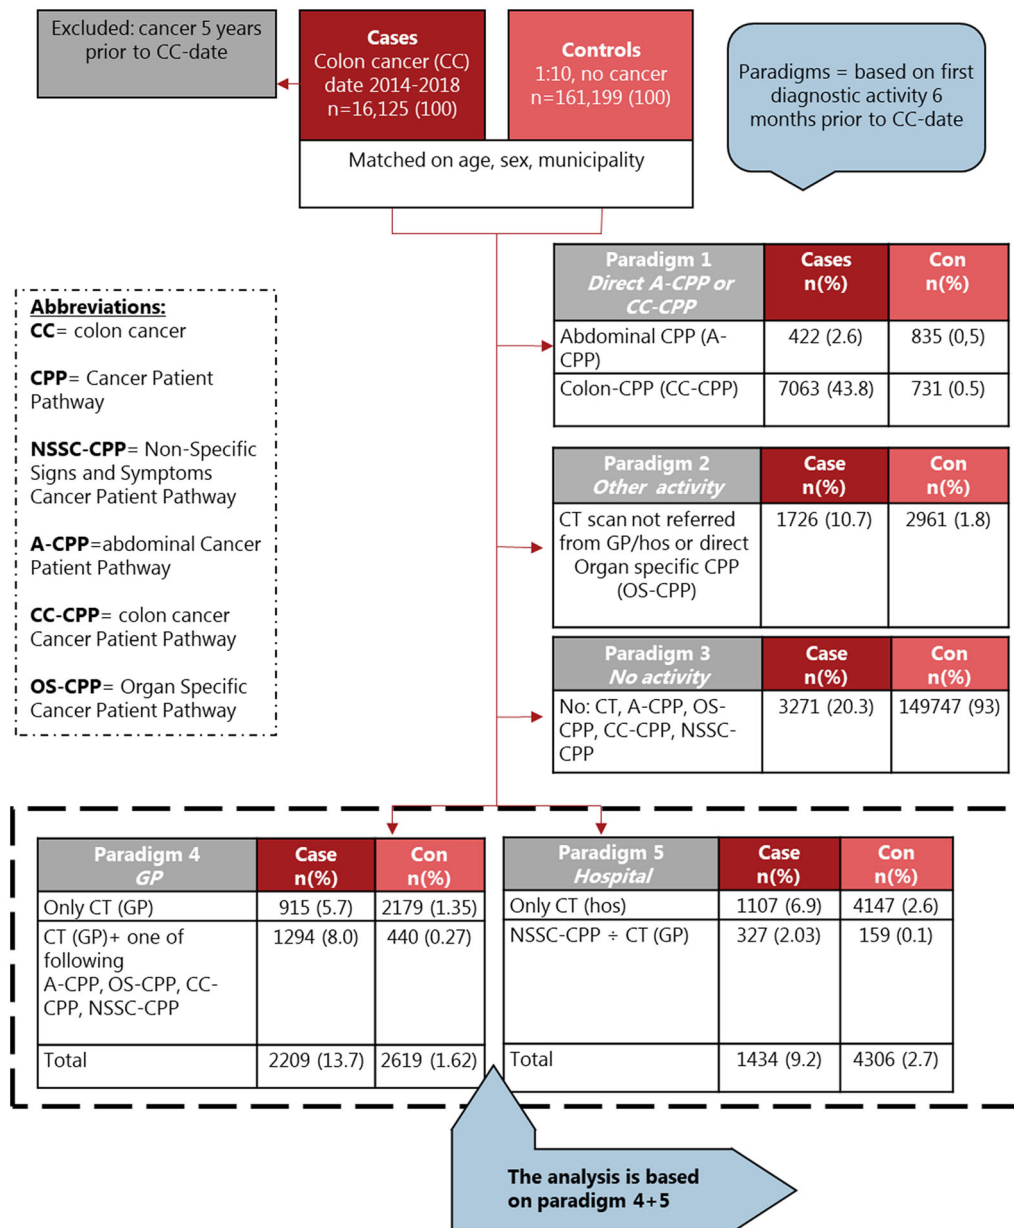 Excluded: cancer 5 years
prior to CC-date
Cases
Colon cancer (CC)
date 2014-2018
n=16,125 (100)
Controls
1:10, no cancer
n=161,199 (100)
Matched on age, sex, municipality
Paradigms = based on first
diagnostic activity 6
months prior to CC-date
Abbreviations:
CC= colon cancer
CPP= Cancer Patient
Pathway
NSSC-CPP= Non-Specific
Signs and Symptoms
Cancer Patient Pathway
A-CPP=abdominal Cancer
Patient Pathway
CC-CPP= colon cancer
Cancer Patient Pathway
OS-CPP= Organ Specific
Cancer Patient Pathway
Paradigm 1
Direct A-CPP or
CC-CPP
Cases
n(%)
Con
n(%)
Abdominal CPP (A-
CPP)
422 (2.6)
835 (0,5)
Colon-CPP (CC-CPP)
7063 (43.8)
731 (0.5)
Paradigm 2
Other activity
Case
n(%)
Con
n(%)
CT scan not referred
from GP/hos or direct
Organ specific CPP
(OS-CPP)
1726 (10.7)
2961 (1.8)
Paradigm 3
No activity
Case
n(%)
Con
n(%)
No: CT, A-CPP, OS-
CPP, CC-CPP, NSSC-
CPP
3271 (20.3)
149747 (93)
Paradigm 4
GP
Case
n(%)
Con
n(%)
Only CT (GP)
915 (5.7)
2179 (1.35)
CT (GP)+ one of
following
A-CPP, OS-CPP, CC-
CPP, NSSC-CPP
1294 (8.0)
440 (0.27)
Total
2209 (13.7)
2619 (1.62)
Paradigm 5
Hospital
Case
n(%)
Con
n(%)
Only CT (hos)
1107 (6.9)
4147 (2.6)
NSSC-CPP ÷ CT (GP)
327 (2.03)
159 (0.1)
Total
1434 (9.2)
4306 (2.7)
The analysis is based
on paradigm 4+5